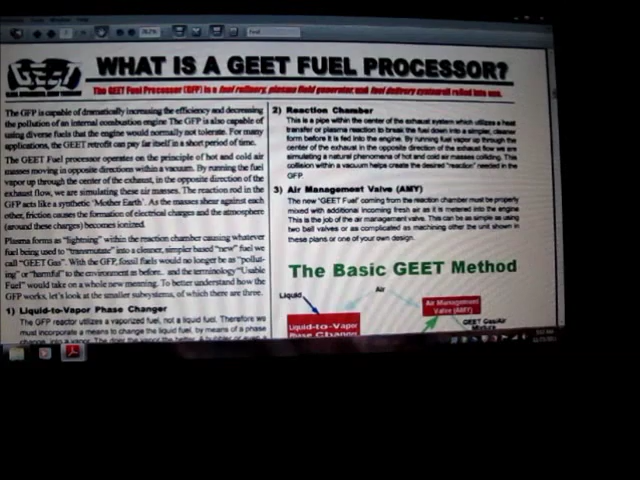 GEET
WHAT IS A GEET FUEL PROCESSOR?
The GEET Fuel Processor (GFP) is a fuel refinery, plasma field generator, and fuel delivery system all rolled into one.
The GFP is capable of dramatically increasing the efficiency and decreasing
the pollution of an internal combustion engine The GFP is also capable of
using diverse fuels that the engine would normally not tolerate. For many
applications, the GEET retrofit can pay for itself in a short period of time.
The GEET Fuel processor operates on the principle of hot and cold air
masses moving in opposite directions within a vacuum. By running the fuel
vapor up through the center of the exhaust, in the opposite direction of the
exhaust flow, we are simulating these air masses. The reaction rod in the
GFP acts like a synthetic 'Mother Earth'. As the masses shear against each
other, friction causes the formation of electrical charges and the atmosphere
(around these charges) becomes ionized.
Plasma forms as "lightning" within the reaction chamber causing whatever
fuel being used to "transmutate" into a cleaner, simpler based "new" fuel we
call "GEET Gas". With the GFP, fossil fuels would no longer be as "pollut-
ing" or "harmful" to the environment as before.. and the terminology "Usable
Fuel" would take on a whole new meaning. To better understand how the
GFP works, let's look at the smaller subsystems, of which there are three.
1) Liquid-to-Vapor Phase Changer
The GFP reactor utilizes a vaporized fuel, not a liquid fuel. Therefore we
must incorporate a means to change the liquid fuel, by means of a phase
change, into a vapor. The
2) Reaction Chamber
This is a pipe within the center of the exhaust system which utilizes a heat
transfer or plasma reaction to break the fuel down into a simpler, cleaner
form before it is fed into the engine. By running fuel vapor up through the
center of the exhaust in the opposite direction of the exhaust flow we are
simulating a natural phenomena of hot and cold air masses colliding. This
collision within a vacuum helps create the desired "reaction" needed in the
GFP.
3) Air Management Valve (AMV)
The new "GEET Fuel" coming from the reaction chamber must be properly
mixed with additional incoming fresh air as it is metered into the engine
This is the job of the air management valve. This can be as simple as using
two ball valves or as complicated as machining other the unit shown in
these plans or one of your own design.
The Basic GEET Method
Liquid
Air
Air Management
Valve (AMV)
Liquid-to-Vapor
Phase Change
GEET Gas/Air
Mixture